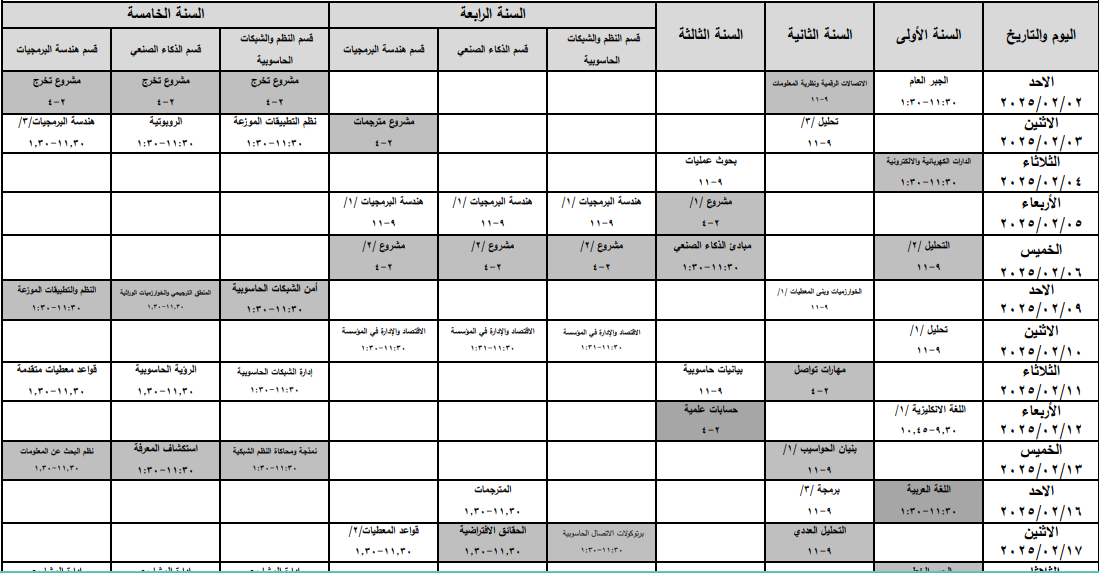 اليوم والتاريخ السنة الأولى السنة الثانية السنة الثالثة السنة الرابعة السنة الخامسة
قسم النظم والشبكات الحاسوبية قسم الذكاء الصنعي قسم هندسة البرمجيات قسم النظم والشبكات الحاسوبية قسم الذكاء الصنعي قسم هندسة البرمجيات
الاحد الجبر العام الاتصالات الرقمية ونظرية المعلومات مشروع تخرج مشروع تخرج مشروع تخرج
٢٠٢٥/٠٢/٠٢ ١١:٣٠-١:٣٠ ٩-١١ ٢-٤ ٢-٤ ٢-٤
الاثنين تحليل /٣/ مشروع مترجمات نظم التطبيقات الموزعة الروبوتية هندسة البرمجيات/٣/
٢٠٢٥/٠٢/٠٣ ٩-١١ ٢-٤ ١١:٣٠-١:٣٠ ١١:٣٠-١:٣٠ ١١,٣٠-١,٣٠
الثلاثاء الدارات الكهربائية والالكترونية بحوث عمليات
٢٠٢٥/٠٢/٠٤ ١١:٣٠-١:٣٠ ٩-١١
الأربعاء مشروع /١/ هندسة البرمجيات /١/ هندسة البرمجيات /١/ هندسة البرمجيات /١/
٢٠٢٥/٠٢/٠٥ ٢-٤ ٩-١١ ٩-١١ ٩-١١
الخميس التحليل /٢/ مبادئ الذكاء الصنعي مشروع /٢/ مشروع /٢/ مشروع /٢/
٢٠٢٥/٠٢/٠٦ ٩-١١ ١١:٣٠-١:٣٠ ٢-٤ ٢-٤ ٢-٤
الاحد الخوارزميات وبنى المعطيات /١/ أمن الشبكات الحاسوبية المنطق الترجيحي والخوارزميات الوراثية النظم والتطبيقات الموزعة
٢٠٢٥/٠٢/٠٩ ٩-١١ ١١:٣٠-١:٣٠ ١١,٣٠-١,٣٠ ١١:٣٠-١:٣٠
الاثنين تحليل /١/ الاقتصاد والإدارة في المؤسسة الاقتصاد والإدارة في المؤسسة الاقتصاد والإدارة في المؤسسة
٢٠٢٥/٠٢/١٠ ٩-١١ ١١:٣٠-١:٣١ ١١:٣٠-١:٣١ ١١:٣٠-١:٣٠
الثلاثاء مهارات تواصل بيانيات حاسوبية إدارة الشبكات الحاسوبية الرؤية الحاسوبية قواعد معطيات متقدمة
٢٠٢٥/٠٢/١١ ٢-٤ ٩-١١ ١١:٣٠-١:٣٠ ١١,٣٠-١,٣٠ ١١,٣٠-١,٣٠
الأربعاء اللغة الانكليزية /١/ حسابات علمية
٢٠٢٥/٠٢/١٢ ٩,٣٠-١٠,٤٥ ٢-٤
الخميس بنيان الحواسيب /١/ نمذجة ومحاكاة النظم الشبكية استكشاف المعرفة نظم البحث عن المعلومات
٢٠٢٥/٠٢/١٣ ٩-١١ ١١:٣٠-١:٣٠ ١١:٣٠-١:٣٠ ١١,٣٠-١,٣٠
الاحد اللغة العربية برمجة /٣/ المترجمات
٢٠٢٥/٠٢/١٦ ١١:٣٠-١:٣٠ ٩-١١ ١١,٣٠-١,٣٠
الاثنين التحليل العددي برتوكولات الاتصال الحاسوبية الحقائق الافتراضية قواعد المعطيات/٢/
٢٠٢٥/٠٢/١٧ ٩-١١ ١١:٣٠-١:٣٠ ١١,٣٠-١,٣٠ ١١,٣٠-١,٣٠